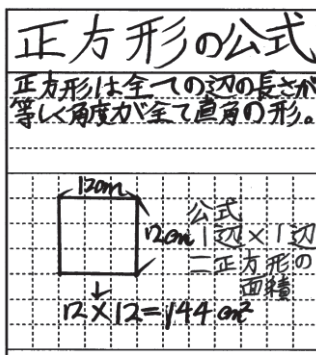 正方形の公式
正方形は全ての辺の長さが
等しく角度が全て直角の形。
12cm
12cm
公式
1辺×1辺
=正方形の
面積
12×12=144cm²